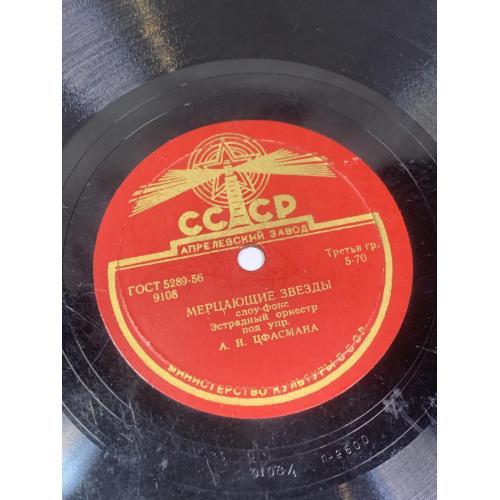 СССР
АПРЕЛЕВСКИЙ ЗАВОД
ГОСТ 5289-56
9108
Третья гр.
5-70
МЕРЦАЮЩИЕ ЗВЕЗДЫ
слоу-фокс
Эстрадный оркестр
под упр.
А. Н. ЦФАСМАНА
МИНИСТЕРСТВО КУЛЬТУРЫ СССР